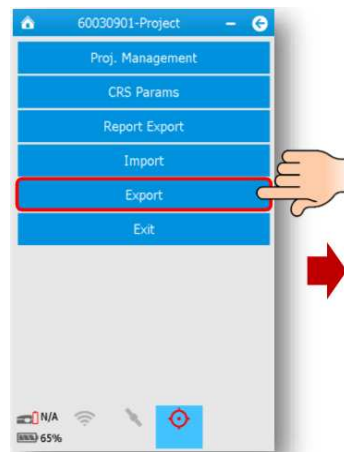 60030901-Project
Proj. Management
CRS Params
Report Export
Import
Export
Exit
N/A
65%